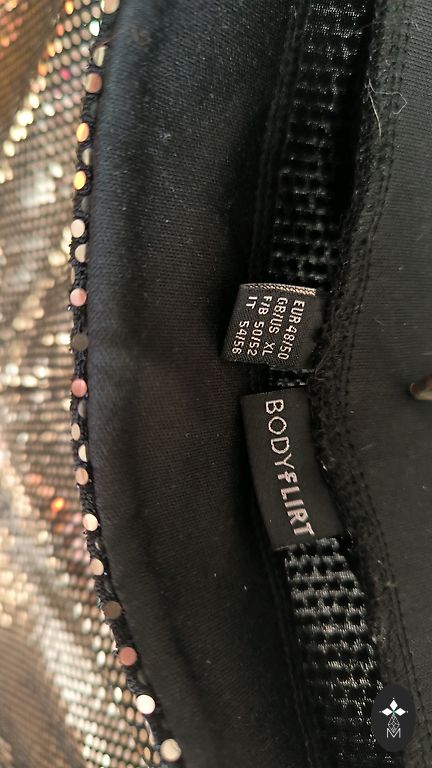 EUR 48/50
GB/US XL
F/B 50/52
IT 54/56
BODYFLIRT
M